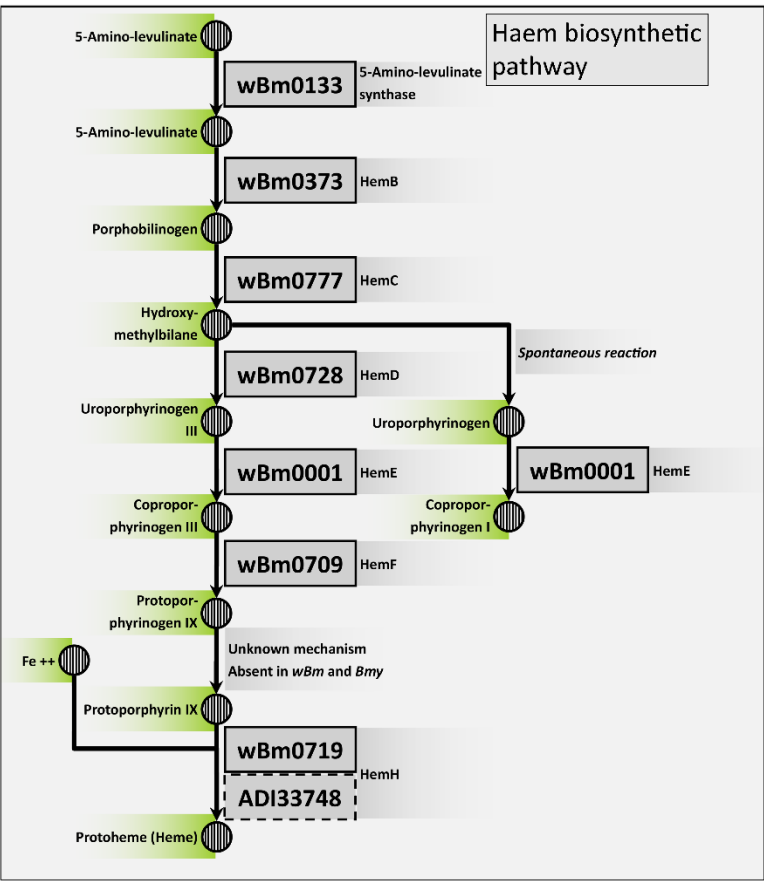 Haem biosynthetic
pathway
5-Amino-levulinate
wBm0133
5-Amino-levulinate
synthase
5-Amino-levulinate
wBm0373
HemB
Porphobilinogen
wBm0777
HemC
Hydroxy-
methylbilane
Spontaneous reaction
wBm0728
HemD
Uroporphyrinogen
III
Uroporphyrinogen
wBm0001
HemE
wBm0001
HemE
Copropor-
phyrinogen III
Copropor-
phyrinogen I
wBm0709
HemF
Protopor-
phyrinogen IX
Unknown mechanism
Absent in wBm and Bmy
Fe ++
Protoporphyrin IX
wBm0719
HemH
ADI33748
Protoheme (Heme)